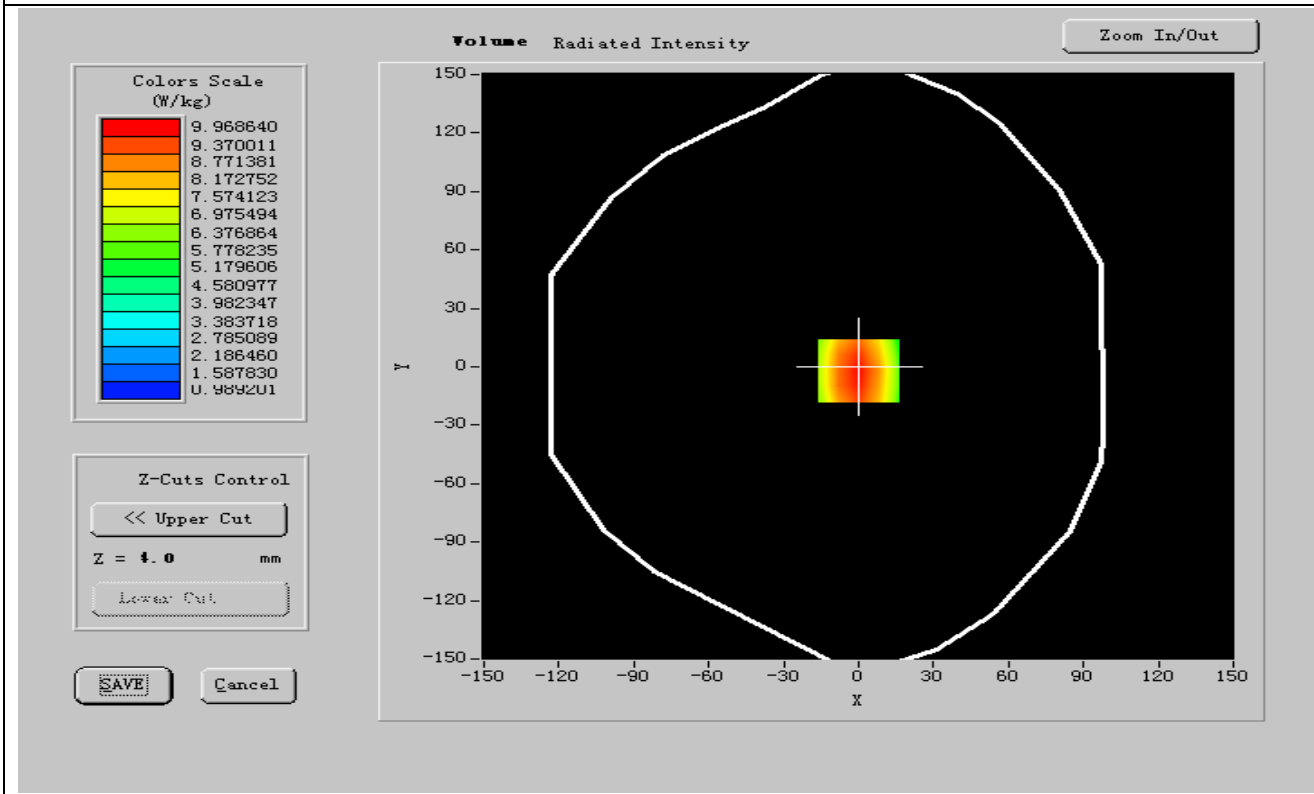 Volume Radiated Intensity
Zoom In/Out
Colors Scale
(W/kg)
9.968640
9.370011
8.771381
8.172752
7.574123
6.975494
6.376864
5.778235
5.179606
4.580977
3.982347
3.383718
2.785089
2.186460
1.587830
0.989201
Z-Cuts Control
<< Upper Cut
Z = 4.0 mm
Lower Cut
SAVE
Cancel
150
120
90
60
30
0
-30
-60
-90
-120
-150
Y
-150 -120 -90 -60 -30 0 30 60 90 120 150
X